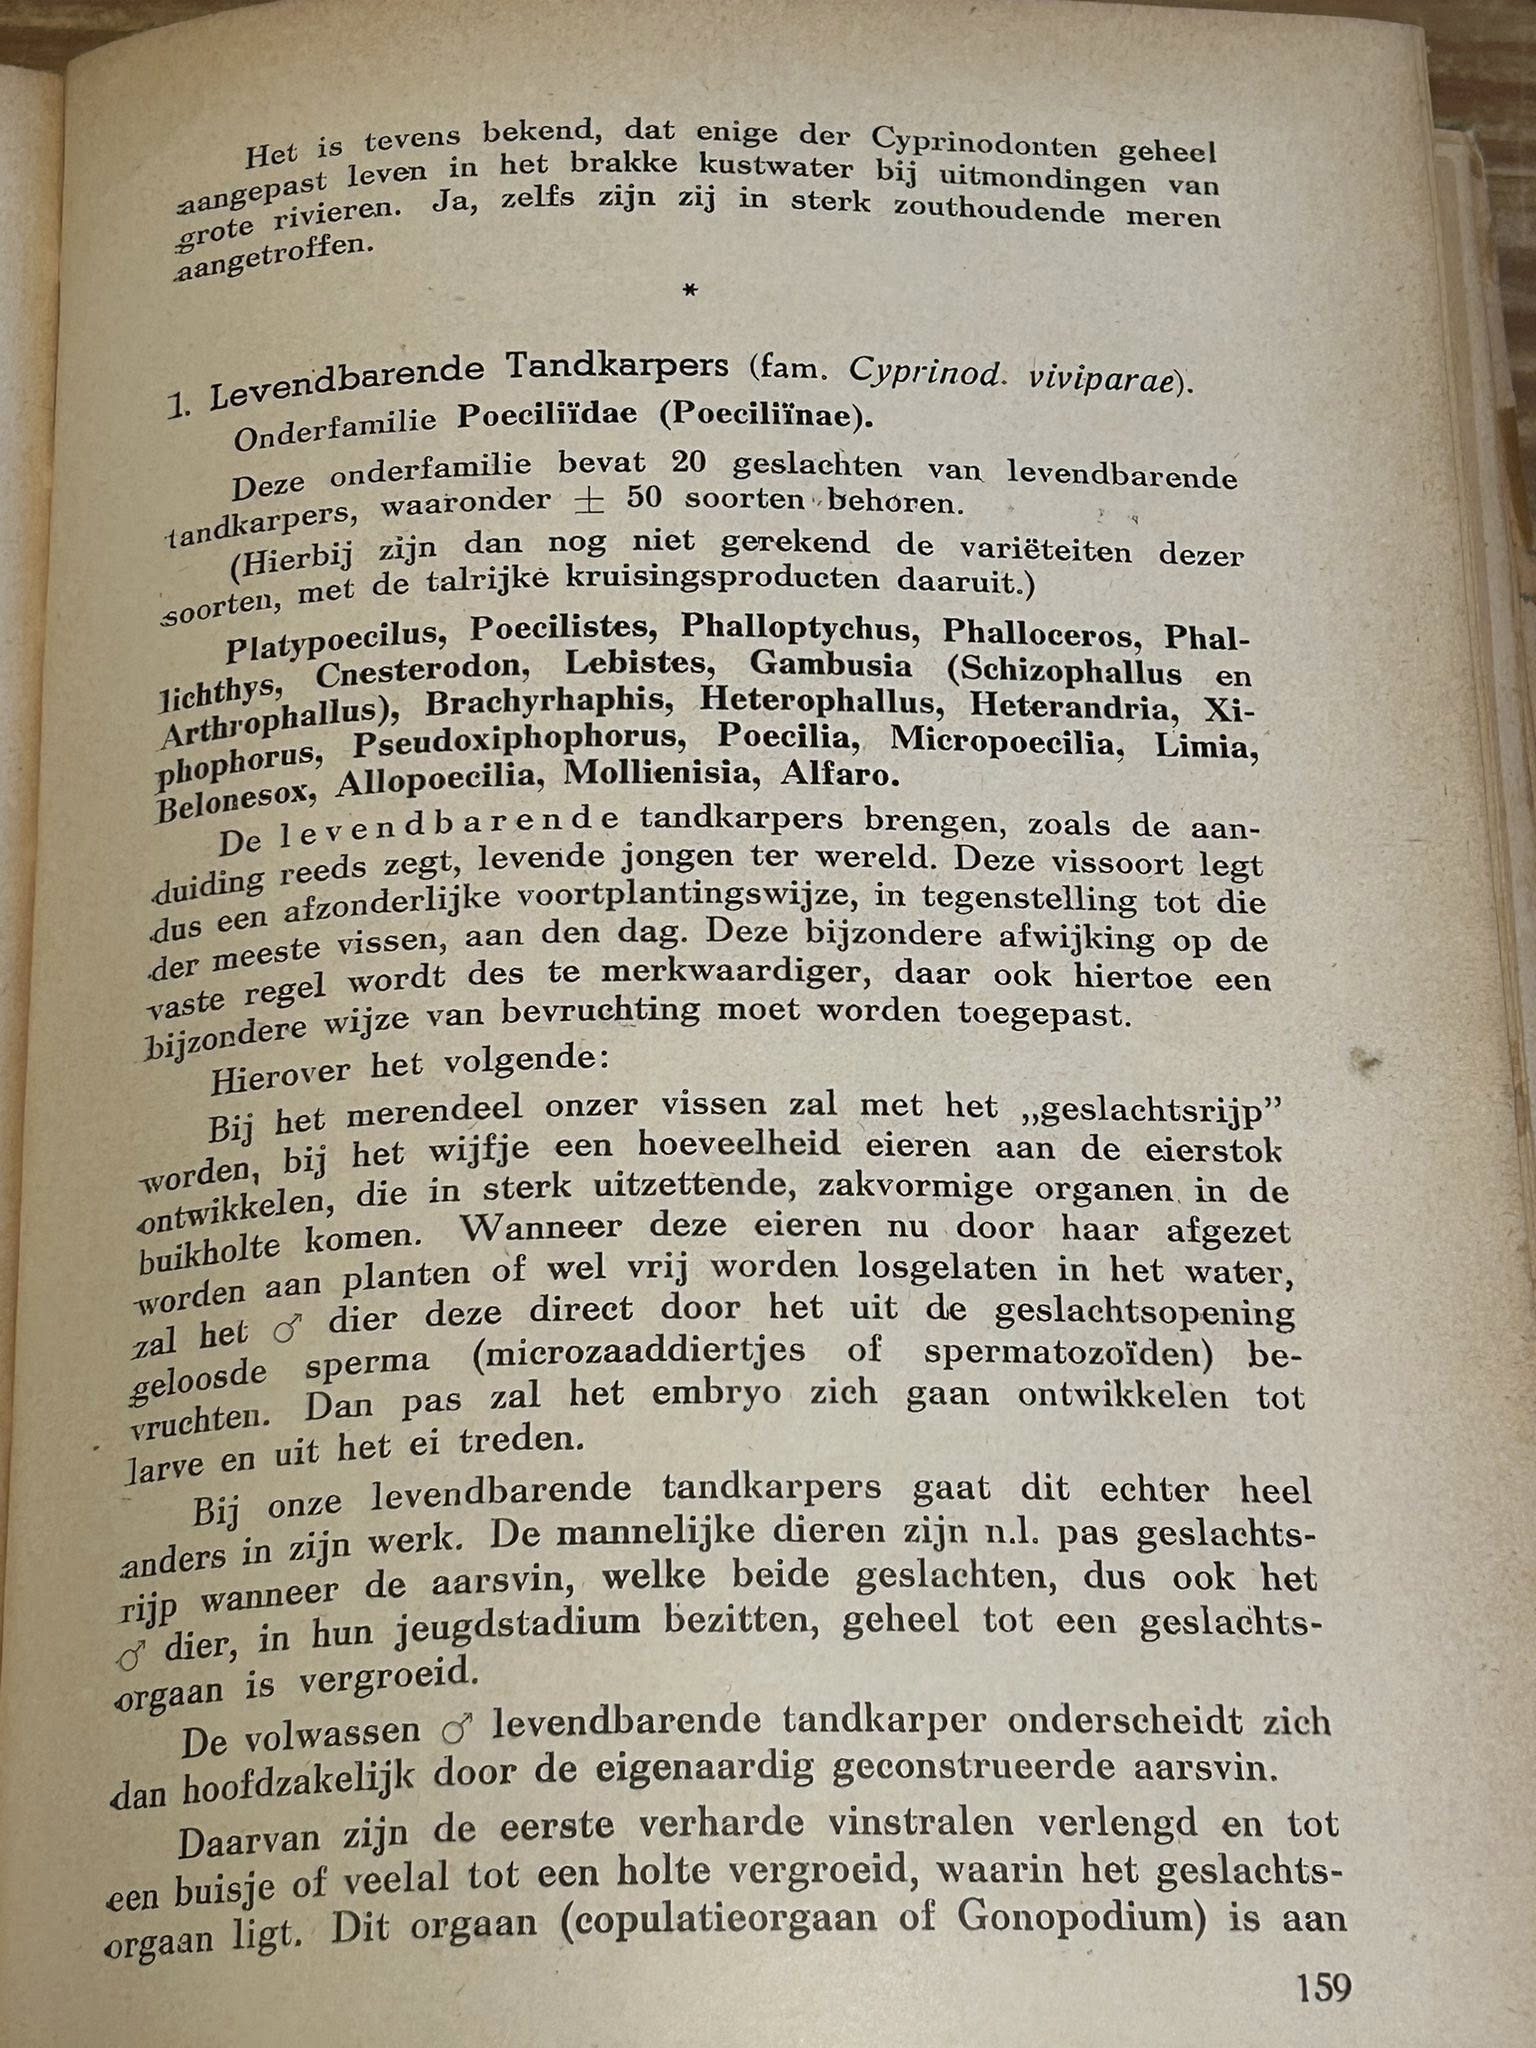 Het is tevens bekend, dat enige der Cyprinodonten geheel
aangepast leven in het brakke kustwater bij uitmondingen van
grote rivieren. Ja, zelfs zijn zij in sterk zouthoudende meren
aangetroffen.
*
1. Levendbarende Tandkarpers (fam. Cyprinod. viviparae).
Onderfamilie Poeciliïdae (Poeciliïnae).
Deze onderfamilie bevat 20 geslachten van levendbarende
tandkarpers, waaronder ± 50 soorten behoren.
(Hierbij zijn dan nog niet gerekend de variëteiten dezer
soorten, met de talrijke kruisingsproducten daaruit.)
Platypoecilus, Poecilistes, Phalloptychus, Phalloceros, Phal-
lichthys, Cnesterodon, Lebistes, Gambusia (Schizophallus en
Arthrophallus), Brachyrhaphis, Heterophallus, Heterandria, Xi-
phophorus, Pseudoxiphophorus, Poecilia, Micropoecilia, Limia,
Belonesox, Allopoecilia, Mollienisia, Alfaro.
De levendbarende tandkarpers brengen, zoals de aan-
duiding reeds zegt, levende jongen ter wereld. Deze vissoort legt
dus een afzonderlijke voortplantingswijze, in tegenstelling tot die
der meeste vissen, aan den dag. Deze bijzondere afwijking op de
vaste regel wordt des te merkwaardiger, daar ook hiertoe een
bijzondere wijze van bevruchting moet worden toegepast.
Hierover het volgende:
Bij het merendeel onzer vissen zal met het „geslachtsrijp”
worden, bij het wijfje een hoeveelheid eieren aan de eierstok
ontwikkelen, die in sterk uitzettende, zakvormige organen in de
buikholte komen. Wanneer deze eieren nu door haar afgezet
worden aan planten of wel vrij worden losgelaten in het water,
zal het ♂ dier deze direct door het uit de geslachtsopening
geloosde sperma (microzaaddiertjes of spermatozoïden) be-
vruchten. Dan pas zal het embryo zich gaan ontwikkelen tot
larve en uit het ei treden.
Bij onze levendbarende tandkarpers gaat dit echter heel
anders in zijn werk. De mannelijke dieren zijn n.l. pas geslachts-
rijp wanneer de aarsvin, welke beide geslachten, dus ook het
♂ dier, in hun jeugdstadium bezitten, geheel tot een geslachts-
orgaan is vergroeid.
De volwassen ♂ levendbarende tandkarper onderscheidt zich
dan hoofdzakelijk door de eigenaardig geconstrueerde aarsvin.
Daarvan zijn de eerste verharde vinstralen verlengd en tot
een buisje of veelal tot een holte vergroeid, waarin het geslachts-
orgaan ligt. Dit orgaan (copulatieorgaan of Gonopodium) is aan
159